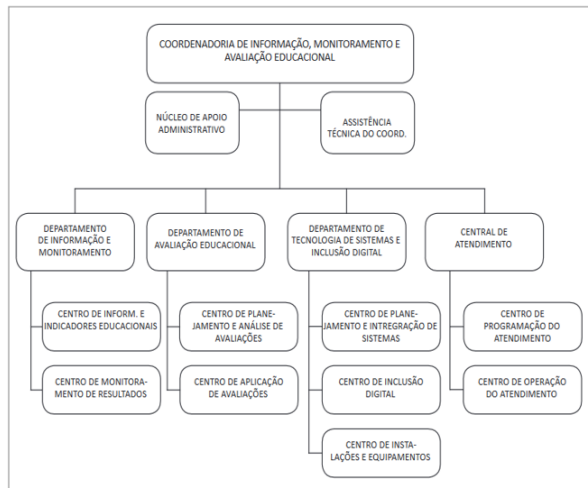 COORDENADORIA DE INFORMAÇÃO, MONITORAMENTO E
AVALIAÇÃO EDUCACIONAL
NÚCLEO DE APOIO
ADMINISTRATIVO
ASSISTÊNCIA
TÉCNICA DO COORD.
DEPARTAMENTO
DE INFORMAÇÃO E
MONITORAMENTO
DEPARTAMENTO DE
AVALIAÇÃO EDUCACIONAL
DEPARTAMENTO DE
TECNOLOGIA DE SISTEMAS E
INCLUSÃO DIGITAL
CENTRAL DE
ATENDIMENTO
CENTRO DE INFORM. E
INDICADORES EDUCACIONAIS
CENTRO DE PLANE-
JAMENTO E ANÁLISE DE
AVALIAÇÕES
CENTRO DE PLANE-
JAMENTO E INTREGRAÇÃO DE
SISTEMAS
CENTRO DE
PROGRAMAÇÃO DO
ATENDIMENTO
CENTRO DE MONITORA-
MENTO DE RESULTADOS
CENTRO DE APLICAÇÃO
DE AVALIAÇÕES
CENTRO DE INCLUSÃO
DIGITAL
CENTRO DE OPERAÇÃO
DO ATENDIMENTO
CENTRO DE INSTA-
LAÇÕES E EQUIPAMENTOS